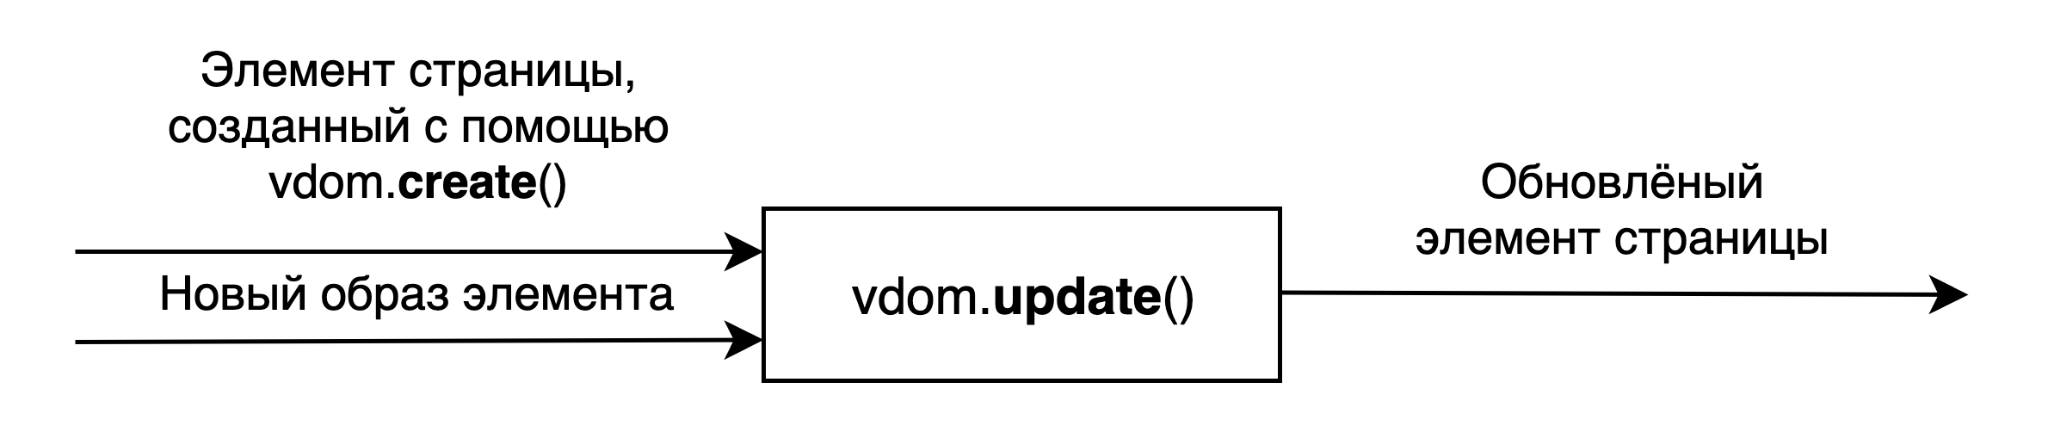 Элемент страницы,
созданный с помощью
vdom.create()
Новый образ элемента
vdom.update()
Обновлёный
элемент страницы